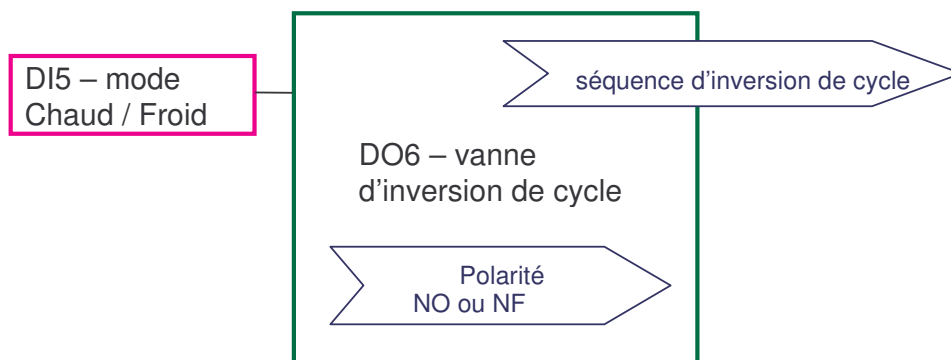 DI5 – mode
Chaud / Froid
séquence d'inversion de cycle
DO6 – vanne
d'inversion de cycle
Polarité
NO ou NF